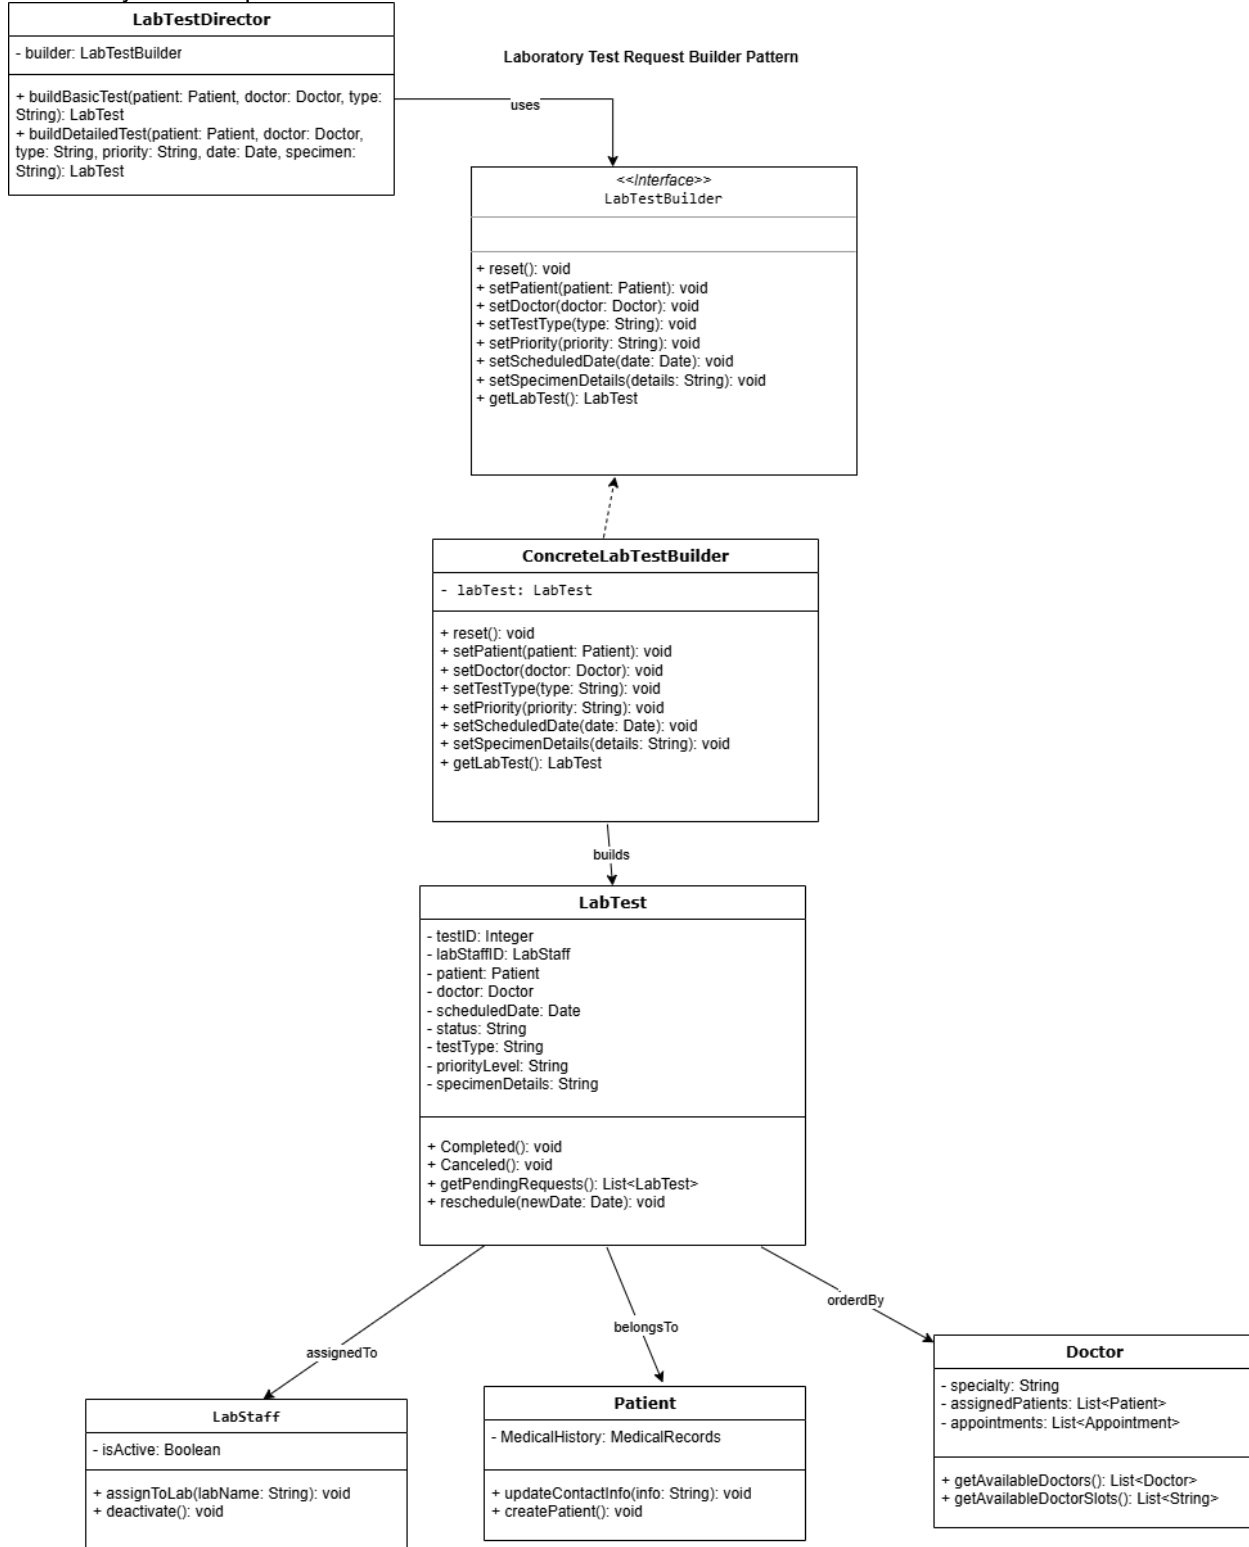 LabTestDirector
- builder: LabTestBuilder
+ buildBasicTest(patient: Patient, doctor: Doctor, type:
String): LabTest
+ buildDetailedTest(patient: Patient, doctor: Doctor,
type: String, priority: String, date: Date, specimen:
String): LabTest
Laboratory Test Request Builder Pattern
uses
<<Interface>>
LabTestBuilder
+ reset(): void
+ setPatient(patient: Patient): void
+ setDoctor(doctor: Doctor): void
+ setTestType(type: String): void
+ setPriority(priority: String): void
+ setScheduledDate(date: Date): void
+ setSpecimenDetails(details: String): void
+ getLabTest(): LabTest
ConcreteLabTestBuilder
- labTest: LabTest
+ reset(): void
+ setPatient(patient: Patient): void
+ setDoctor(doctor: Doctor): void
+ setTestType(type: String): void
+ setPriority(priority: String): void
+ setScheduledDate(date: Date): void
+ setSpecimenDetails(details: String): void
+ getLabTest(): LabTest
builds
LabTest
- testID: Integer
- labStaffID: LabStaff
- patient: Patient
- doctor: Doctor
- scheduledDate: Date
- status: String
- testType: String
- priorityLevel: String
- specimenDetails: String
+ Completed(): void
+ Canceled(): void
+ getPendingRequests(): List<LabTest>
+ reschedule(newDate: Date): void
assignedTo
belongsTo
orderdBy
LabStaff
- isActive: Boolean
+ assignToLab(labName: String): void
+ deactivate(): void
Patient
- MedicalHistory: MedicalRecords
+ updateContactInfo(info: String): void
+ createPatient(): void
Doctor
- specialty: String
- assignedPatients: List<Patient>
- appointments: List<Appointment>
+ getAvailableDoctors(): List<Doctor>
+ getAvailableDoctorSlots(): List<String>